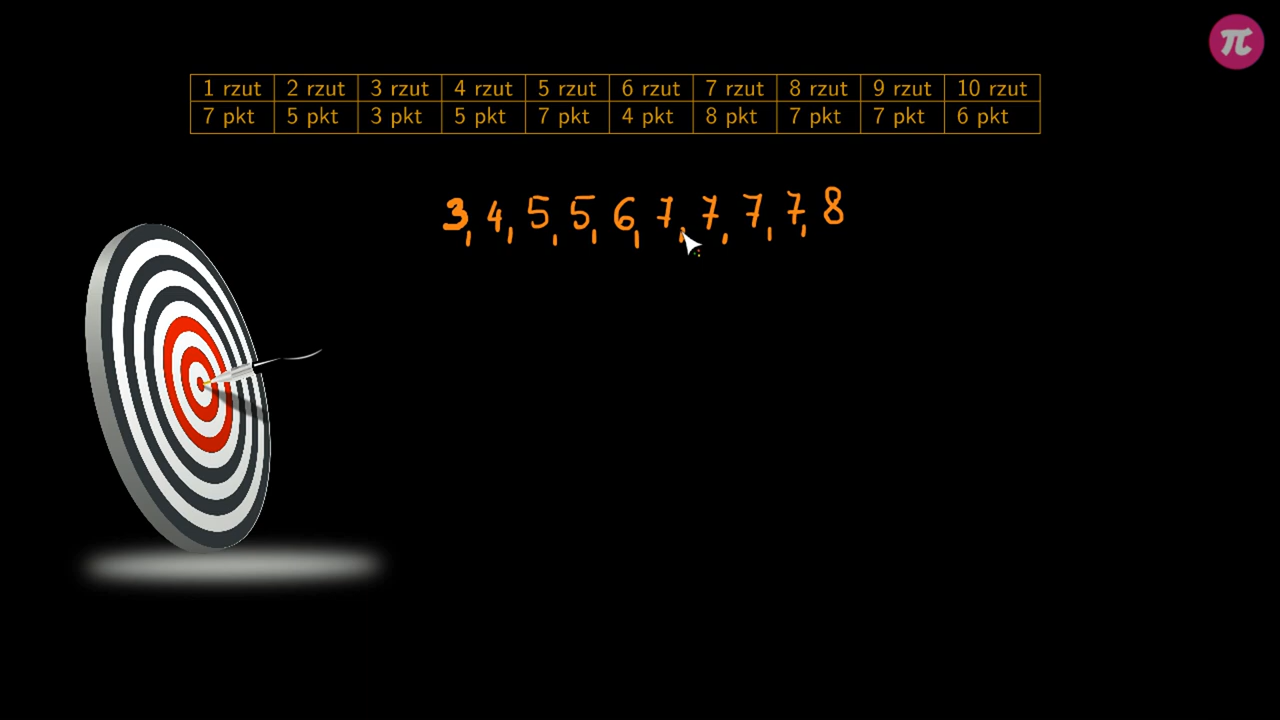 π
1 rzut 2 rzut 3 rzut 4 rzut 5 rzut 6 rzut 7 rzut 8 rzut 9 rzut 10 rzut
7 pkt 5 pkt 3 pkt 5 pkt 7 pkt 4 pkt 8 pkt 7 pkt 7 pkt 6 pkt
3, 4, 5, 5, 6, 7, 7, 7, 7, 8